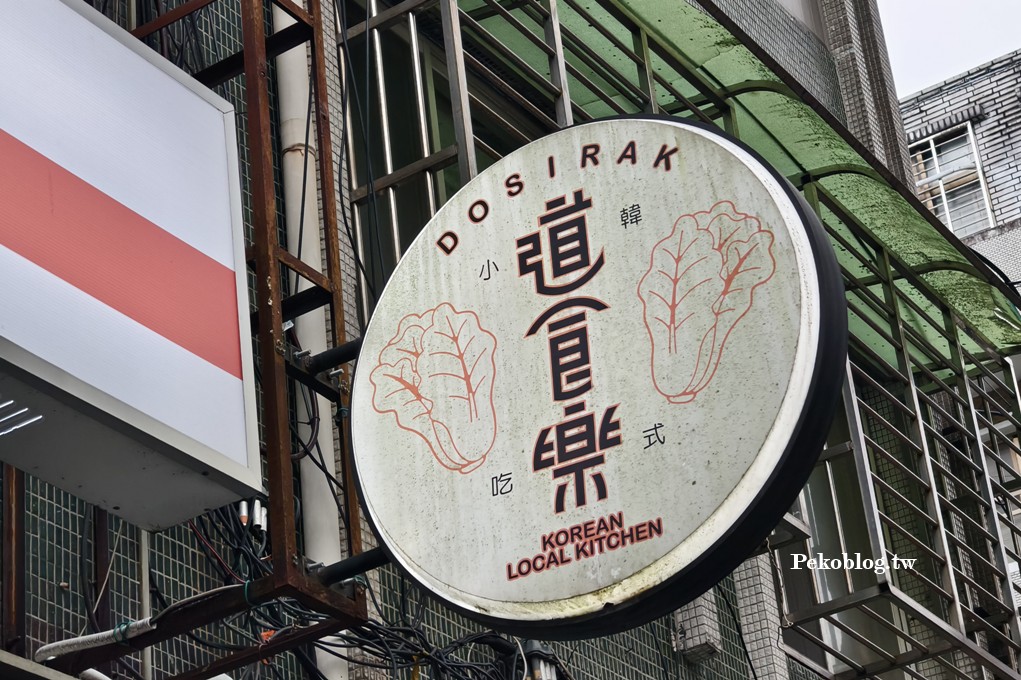 DOSIRAK
道食樂
韓式
小吃
KOREAN
LOCAL KITCHEN
Pekoblog.tw